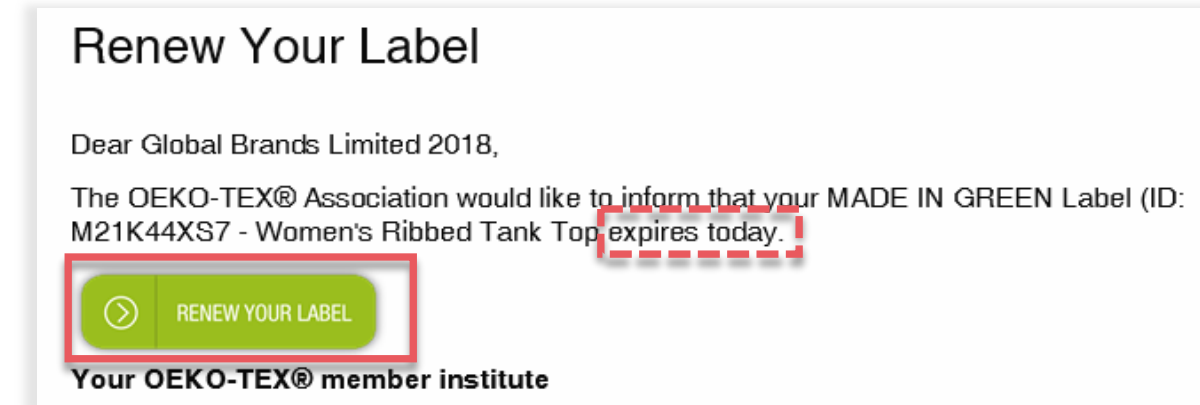 Renew Your Label
Dear Global Brands Limited 2018,
The OEKO-TEX® Association would like to inform that your MADE IN GREEN Label (ID:
M21K44XS7 - Women's Ribbed Tank Top expires today.
RENEW YOUR LABEL
Your OEKO-TEX® member institute